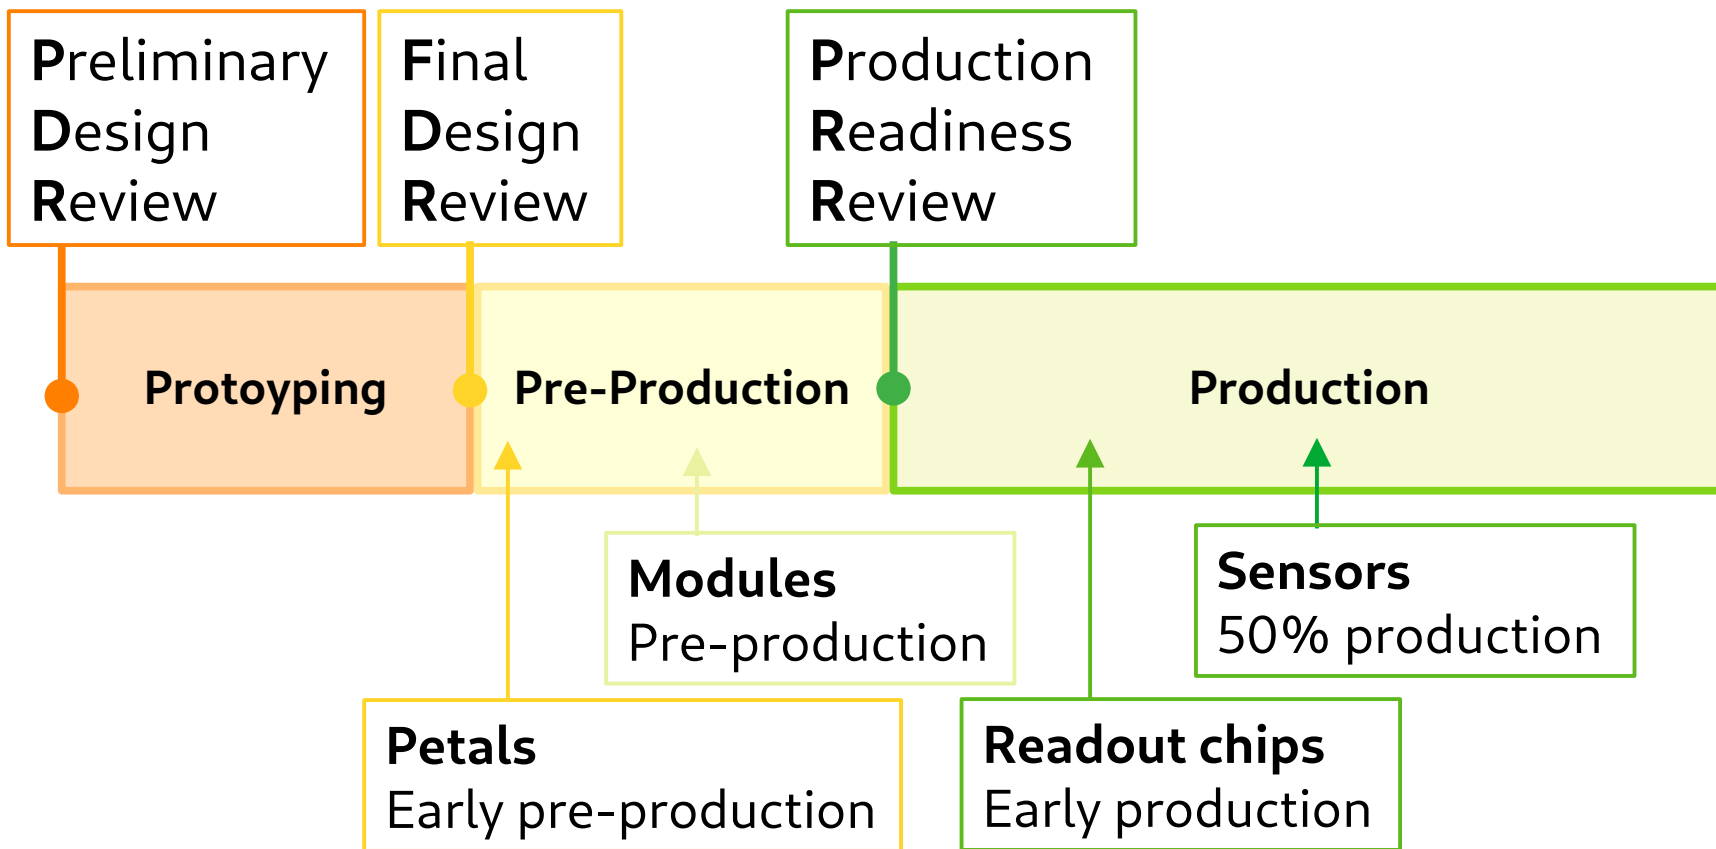 Preliminary
Design
Review
Final
Design
Review
Production
Readiness
Review
Protoyping
Pre-Production
Production
Modules
Pre-production
Sensors
50% production
Petals
Early pre-production
Readout chips
Early production